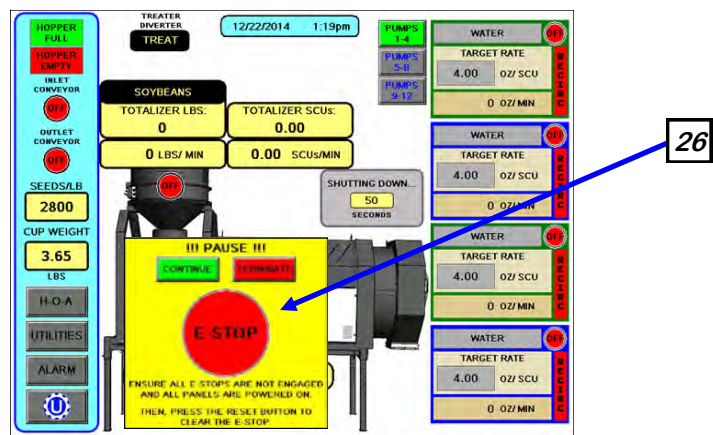 HOPPER
FULL
HOPPER
EMPTY
INLET
CONVEYOR
OFF
OUTLET
CONVEYOR
OFF
SEEDS/LB
2800
CUP WEIGHT
3.65
LBS
H-O-A
UTILITIES
ALARM
U
TREATER
DIVERTER
TREAT
12/22/2014 1:19pm
SOYBEANS
TOTALIZER LBS:
0
TOTALIZER SCUs:
0.00
0 LBS/ MIN
0.00 SCUs/MIN
OFF
SHUTTING DOWN...
50
SECONDS
!!! PAUSE !!!
CONTINUE
TERMINATE
E-STOP
ENSURE ALL E-STOPS ARE NOT ENGAGED
AND ALL PANELS ARE POWERED ON.
THEN, PRESS THE RESET BUTTON TO
CLEAR THE E-STOP
PUMPS
1-4
PUMPS
5-8
PUMPS
9-12
WATER
OFF
TARGET RATE
4.00 OZ/ SCU
0 OZ/ MIN
RECIRC
WATER
OFF
TARGET RATE
4.00 OZ/ SCU
0 OZ/ MIN
RECIRC
WATER
OFF
TARGET RATE
4.00 OZ/ SCU
0 OZ/ MIN
RECIRC
WATER
OFF
TARGET RATE
4.00 OZ/ SCU
0 OZ/ MIN
RECIRC
26